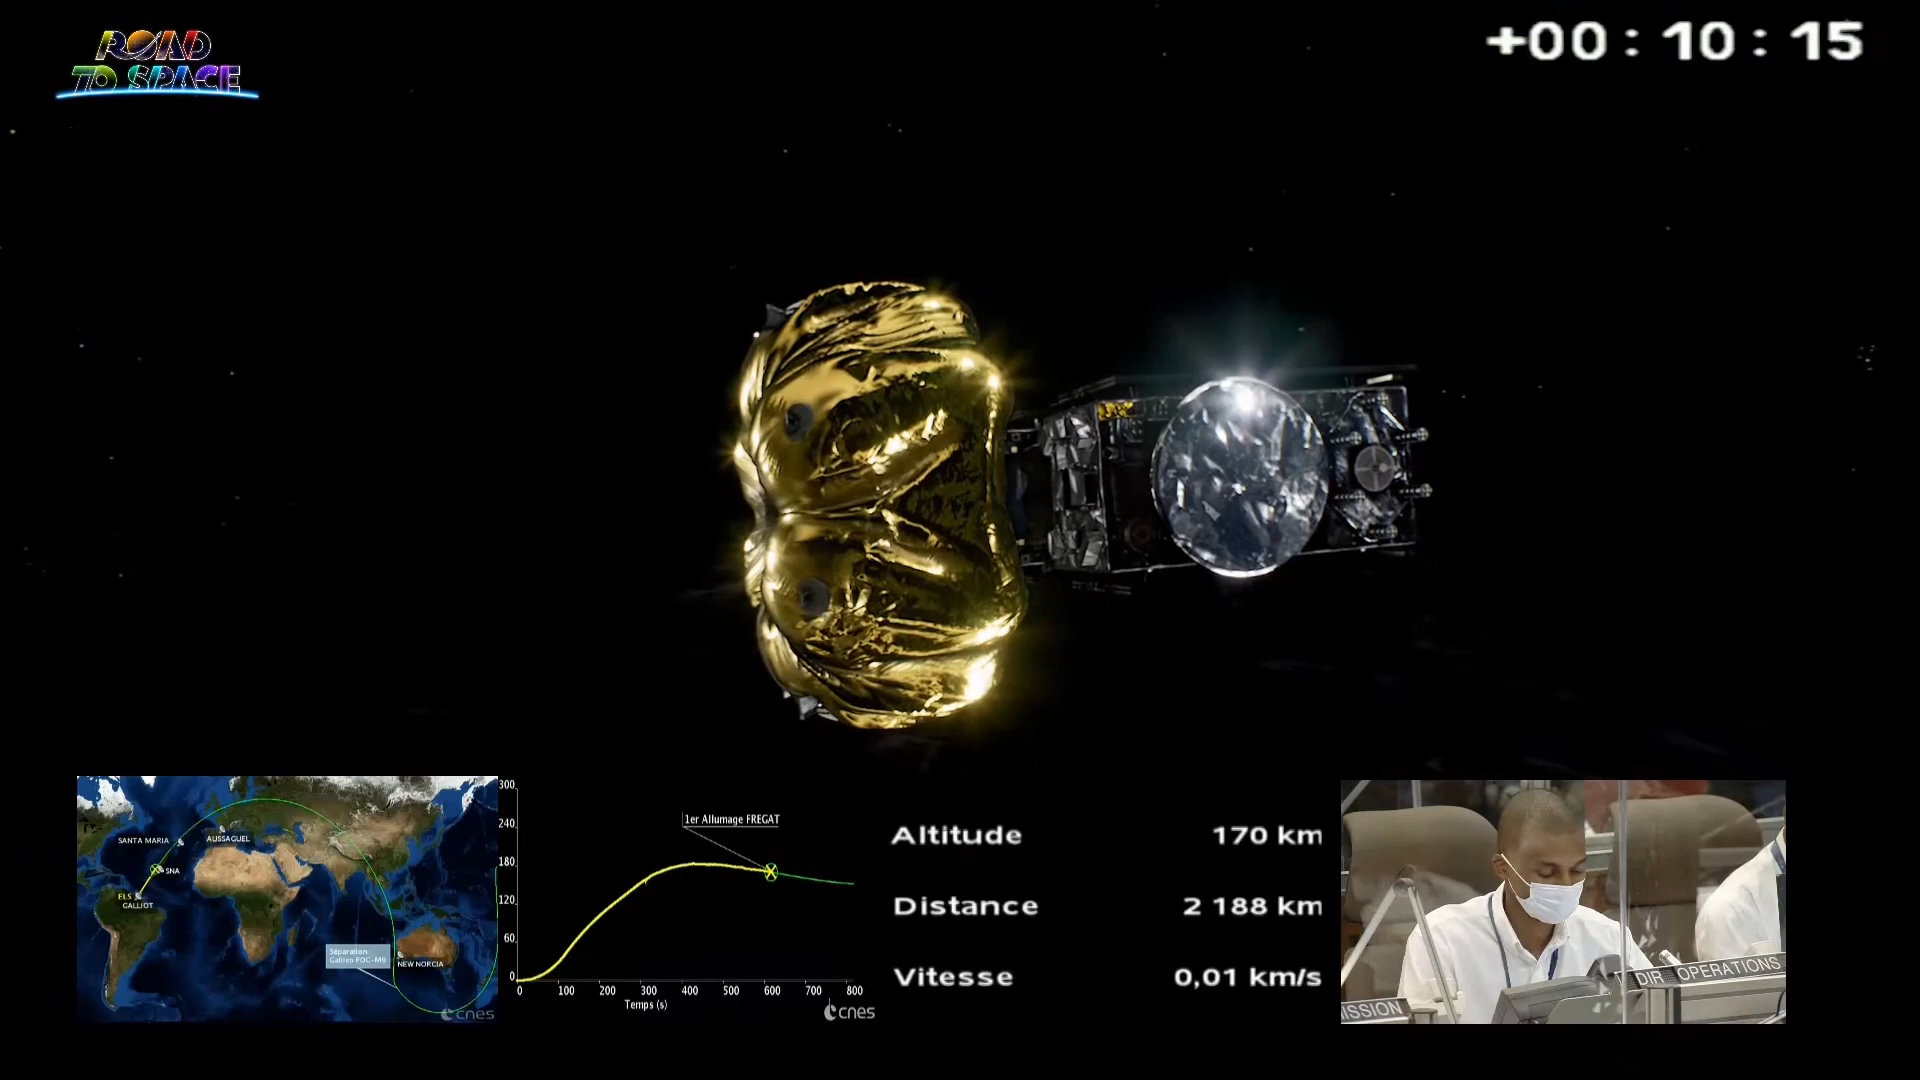 ROAD
TO SPACE
+00 : 10 : 15
SANTA MARIA
AUSSAGUEL
SNA
ELS
GALLIOT
Séparation
Galileo FOC-M9
NEW NORCIA
cnes
300
240
180
120
60
0
1er Allumage FREGAT
0 100 200 300 400 500 600 700 800
Temps (s)
cnes
Altitude 170 km
Distance 2 188 km
Vitesse 0,01 km/s
DIR OPERATIONS
ISSION